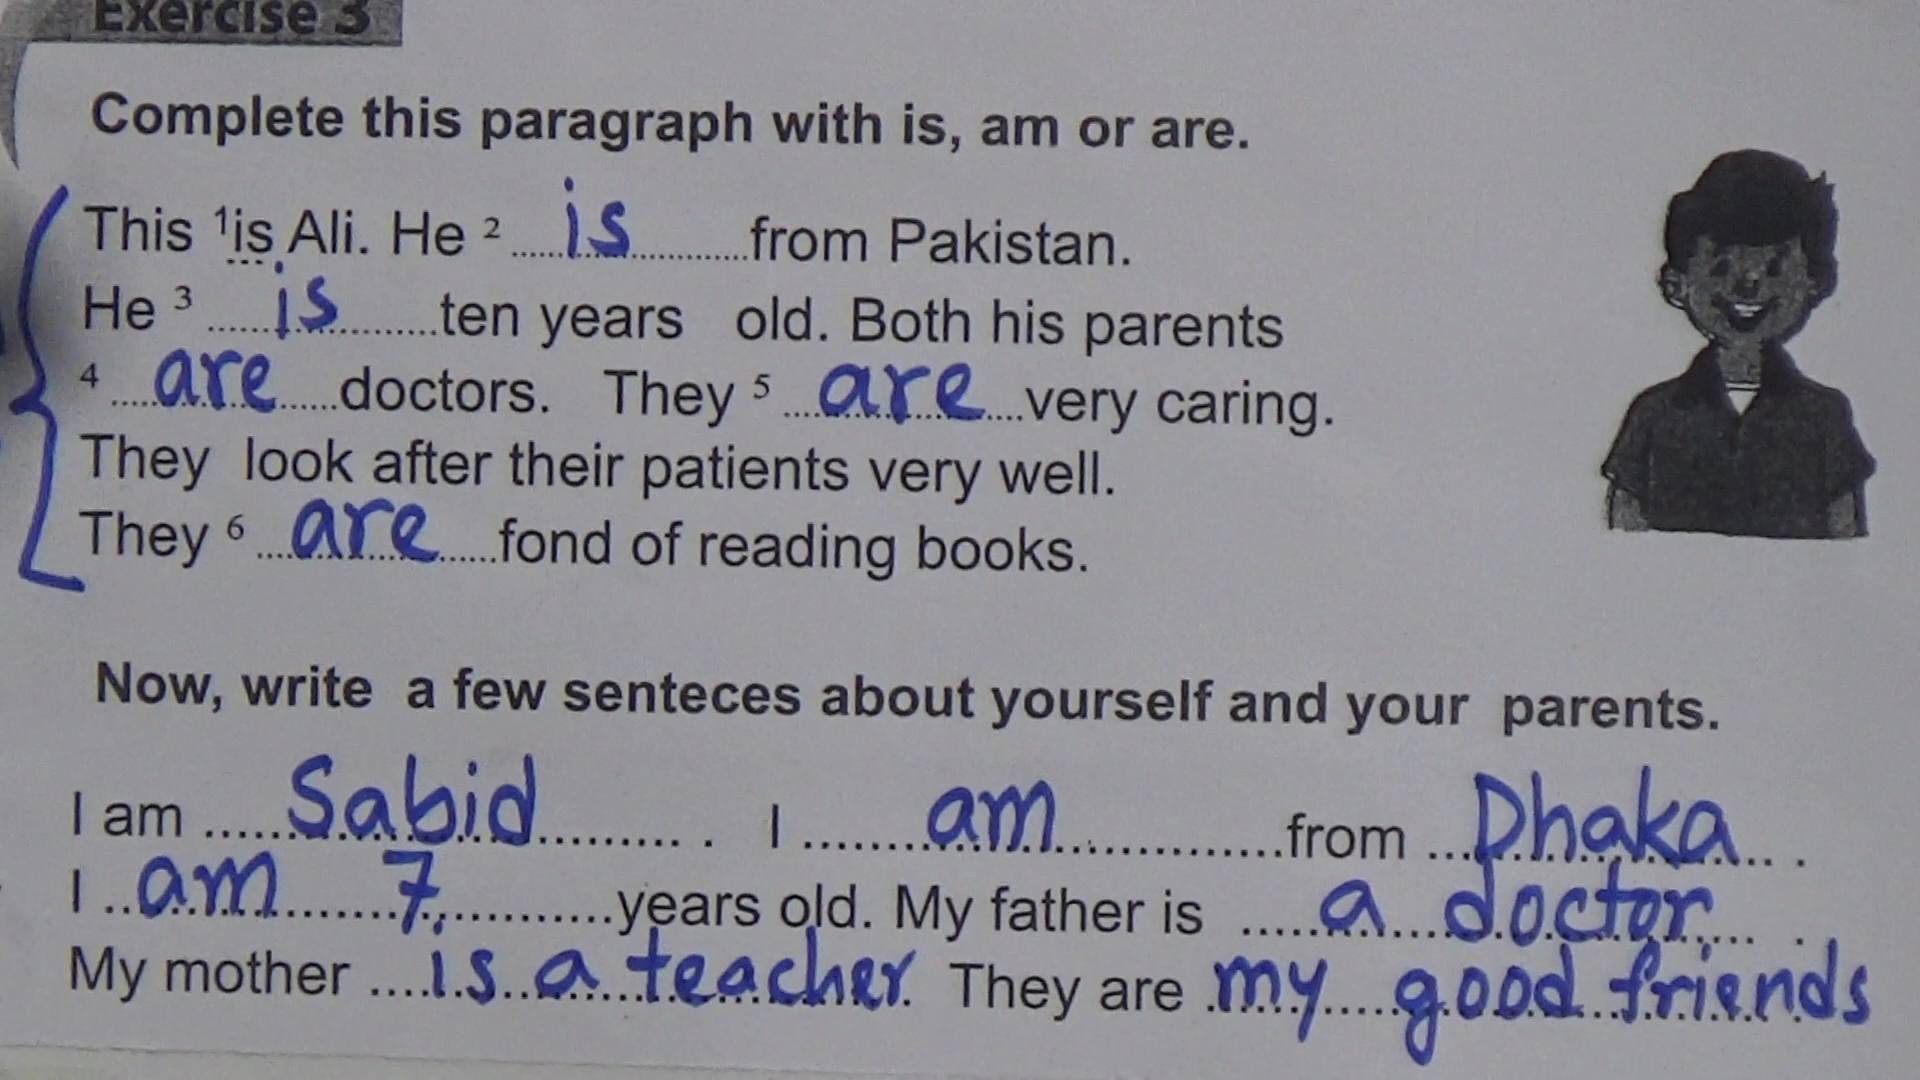 Exercise 3
Complete this paragraph with is, am or are.
This ¹is Ali. He ² ....is..........from Pakistan.
He ³ ......is..........ten years old. Both his parents
⁴ ....are......doctors. They ⁵ ....are....very caring.
They look after their patients very well.
They ⁶ ....are......fond of reading books.
Now, write a few senteces about yourself and your parents.
I am ......Sabid......... . I ........am..............from ...Dhaka... .
I ..am........7.............years old. My father is .....a....doctor.... .
My mother ....is a teacher. They are my....good friends